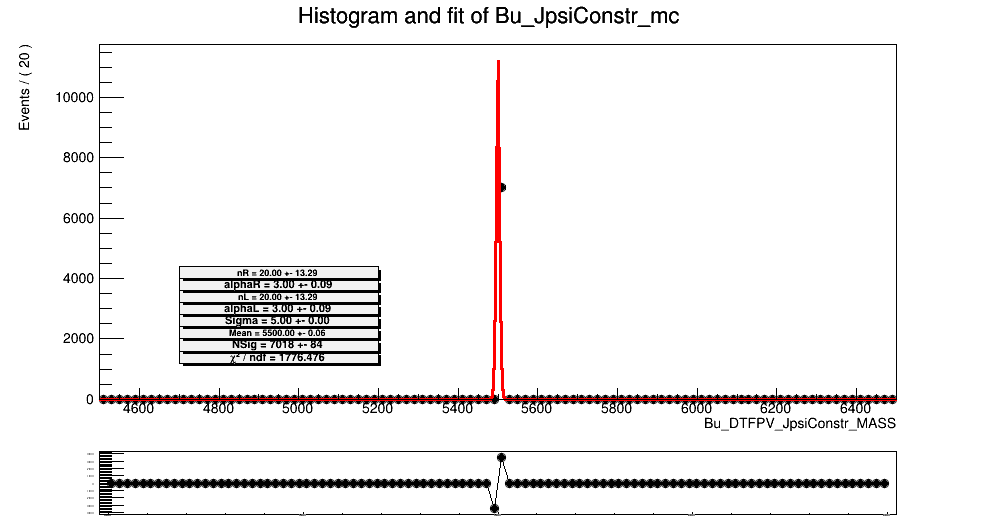 Histogram and fit of Bu_JpsiConstr_mc
Events / ( 20 )
10000
8000
6000
4000
2000
0
nR = 20.00 +- 13.29
alphaR = 3.00 +- 0.09
nL = 20.00 +- 13.29
alphaL = 3.00 +- 0.09
Sigma = 5.00 +- 0.00
Mean = 5500.00 +- 0.06
NSig = 7018 +- 84
χ² / ndf = 1776.476
4600 4800 5000 5200 5400 5600 5800 6000 6200 6400
Bu_DTFPV_JpsiConstr_MASS